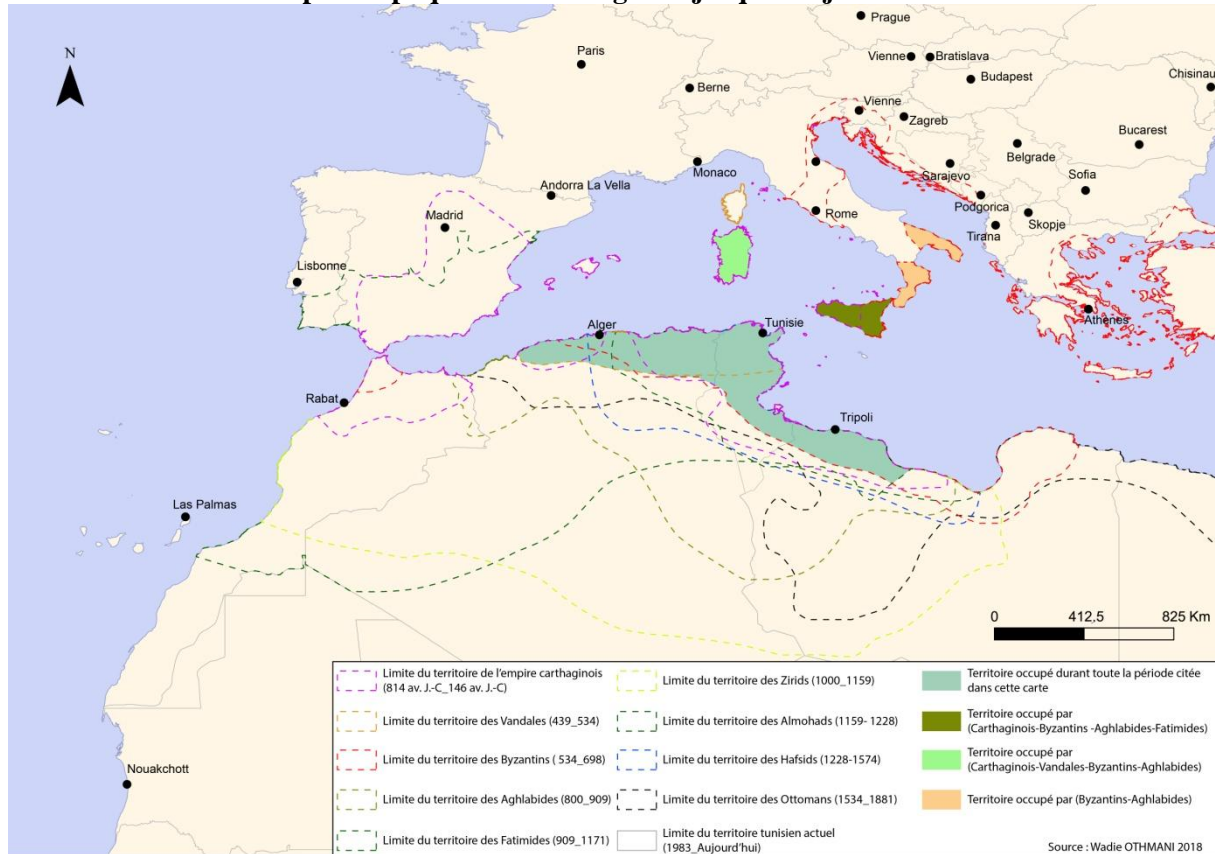 Prague
N
Paris
Vienne
Bratislava
Budapest
Chisinau
Berne
Vienne
Zagreb
Bucarest
Belgrade
Monaco
Sarajevo
Sofia
Andorra La Vella
Podgorica
Madrid
Rome
Skopje
Tirana
Lisbonne
Athènes
Alger
Tunisie
Rabat
Tripoli
Las Palmas
Nouakchott
0 412,5 825 Km
Limite du territoire de l'empire carthaginois
(814 av. J.-C_146 av. J.-C)
Limite du territoire des Vandales (439_534)
Limite du territoire des Byzantins ( 534_698)
Limite du territoire des Aghlabides (800_909)
Limite du territoire des Fatimides (909_1171)
Limite du territoire des Zirids (1000_1159)
Limite du territoire des Almohads (1159- 1228)
Limite du territoire des Hafsids (1228-1574)
Limite du territoire des Ottomans (1534_1881)
Limite du territoire tunisien actuel
(1983_Aujourd'hui)
Territoire occupé durant toute la période citée
dans cette carte
Territoire occupé par
(Carthaginois-Byzantins -Aghlabides-Fatimides)
Territoire occupé par
(Carthaginois-Vandales-Byzantins-Aghlabides)
Territoire occupé par (Byzantins-Aghlabides)
Source : Wadie OTHMANI 2018